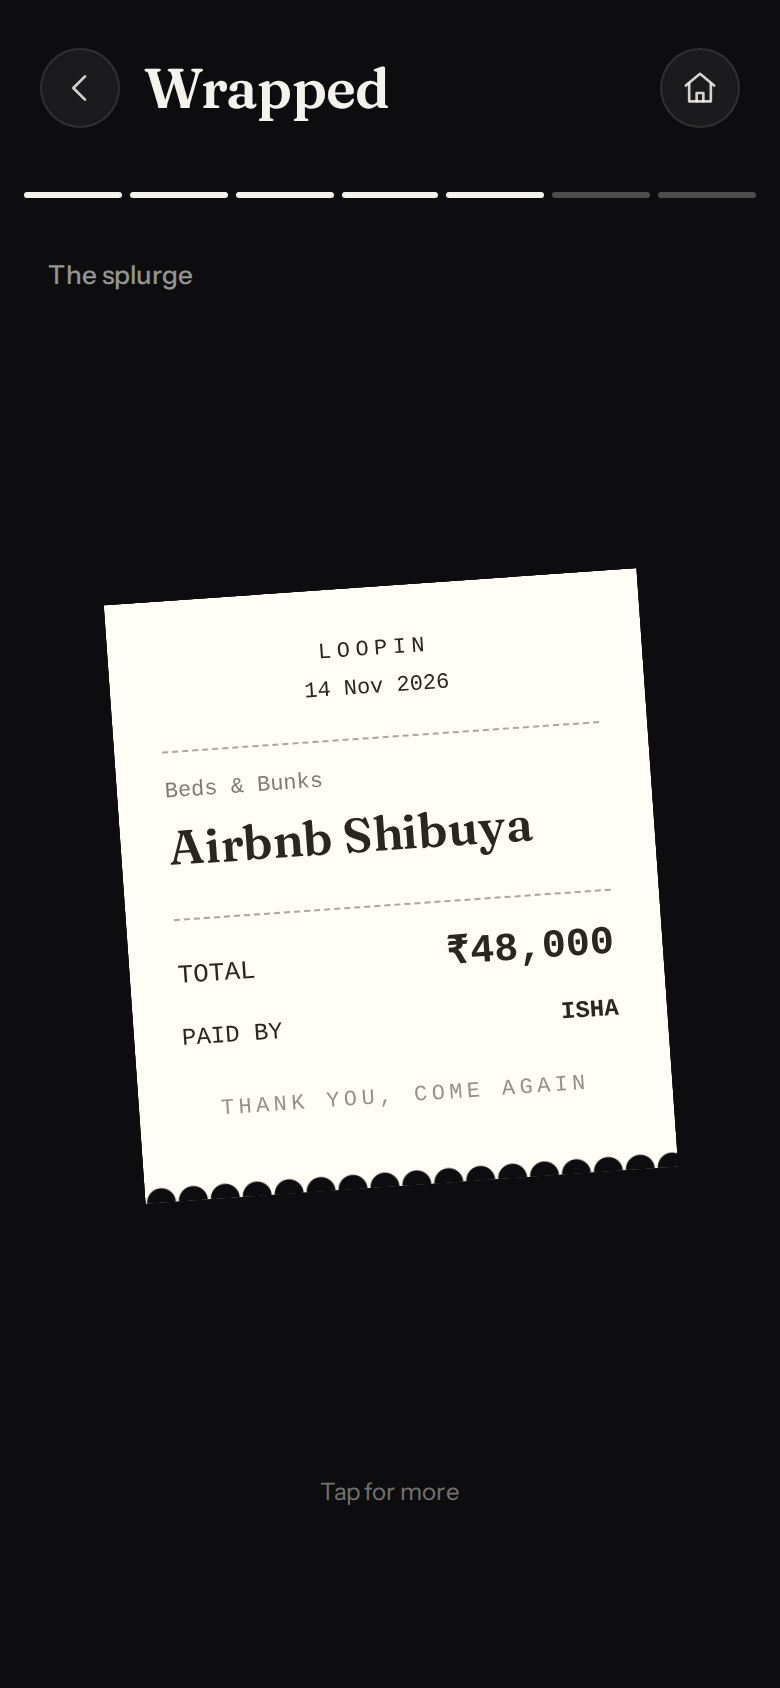 Wrapped
The splurge
LOOPIN
14 Nov 2026
Beds & Bunks
Airbnb Shibuya
TOTAL ₹48,000
PAID BY ISHA
THANK YOU, COME AGAIN
Tap for more